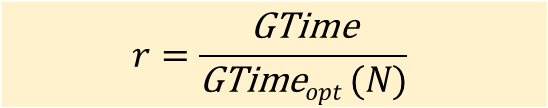 r = GTime / GTime_opt (N)